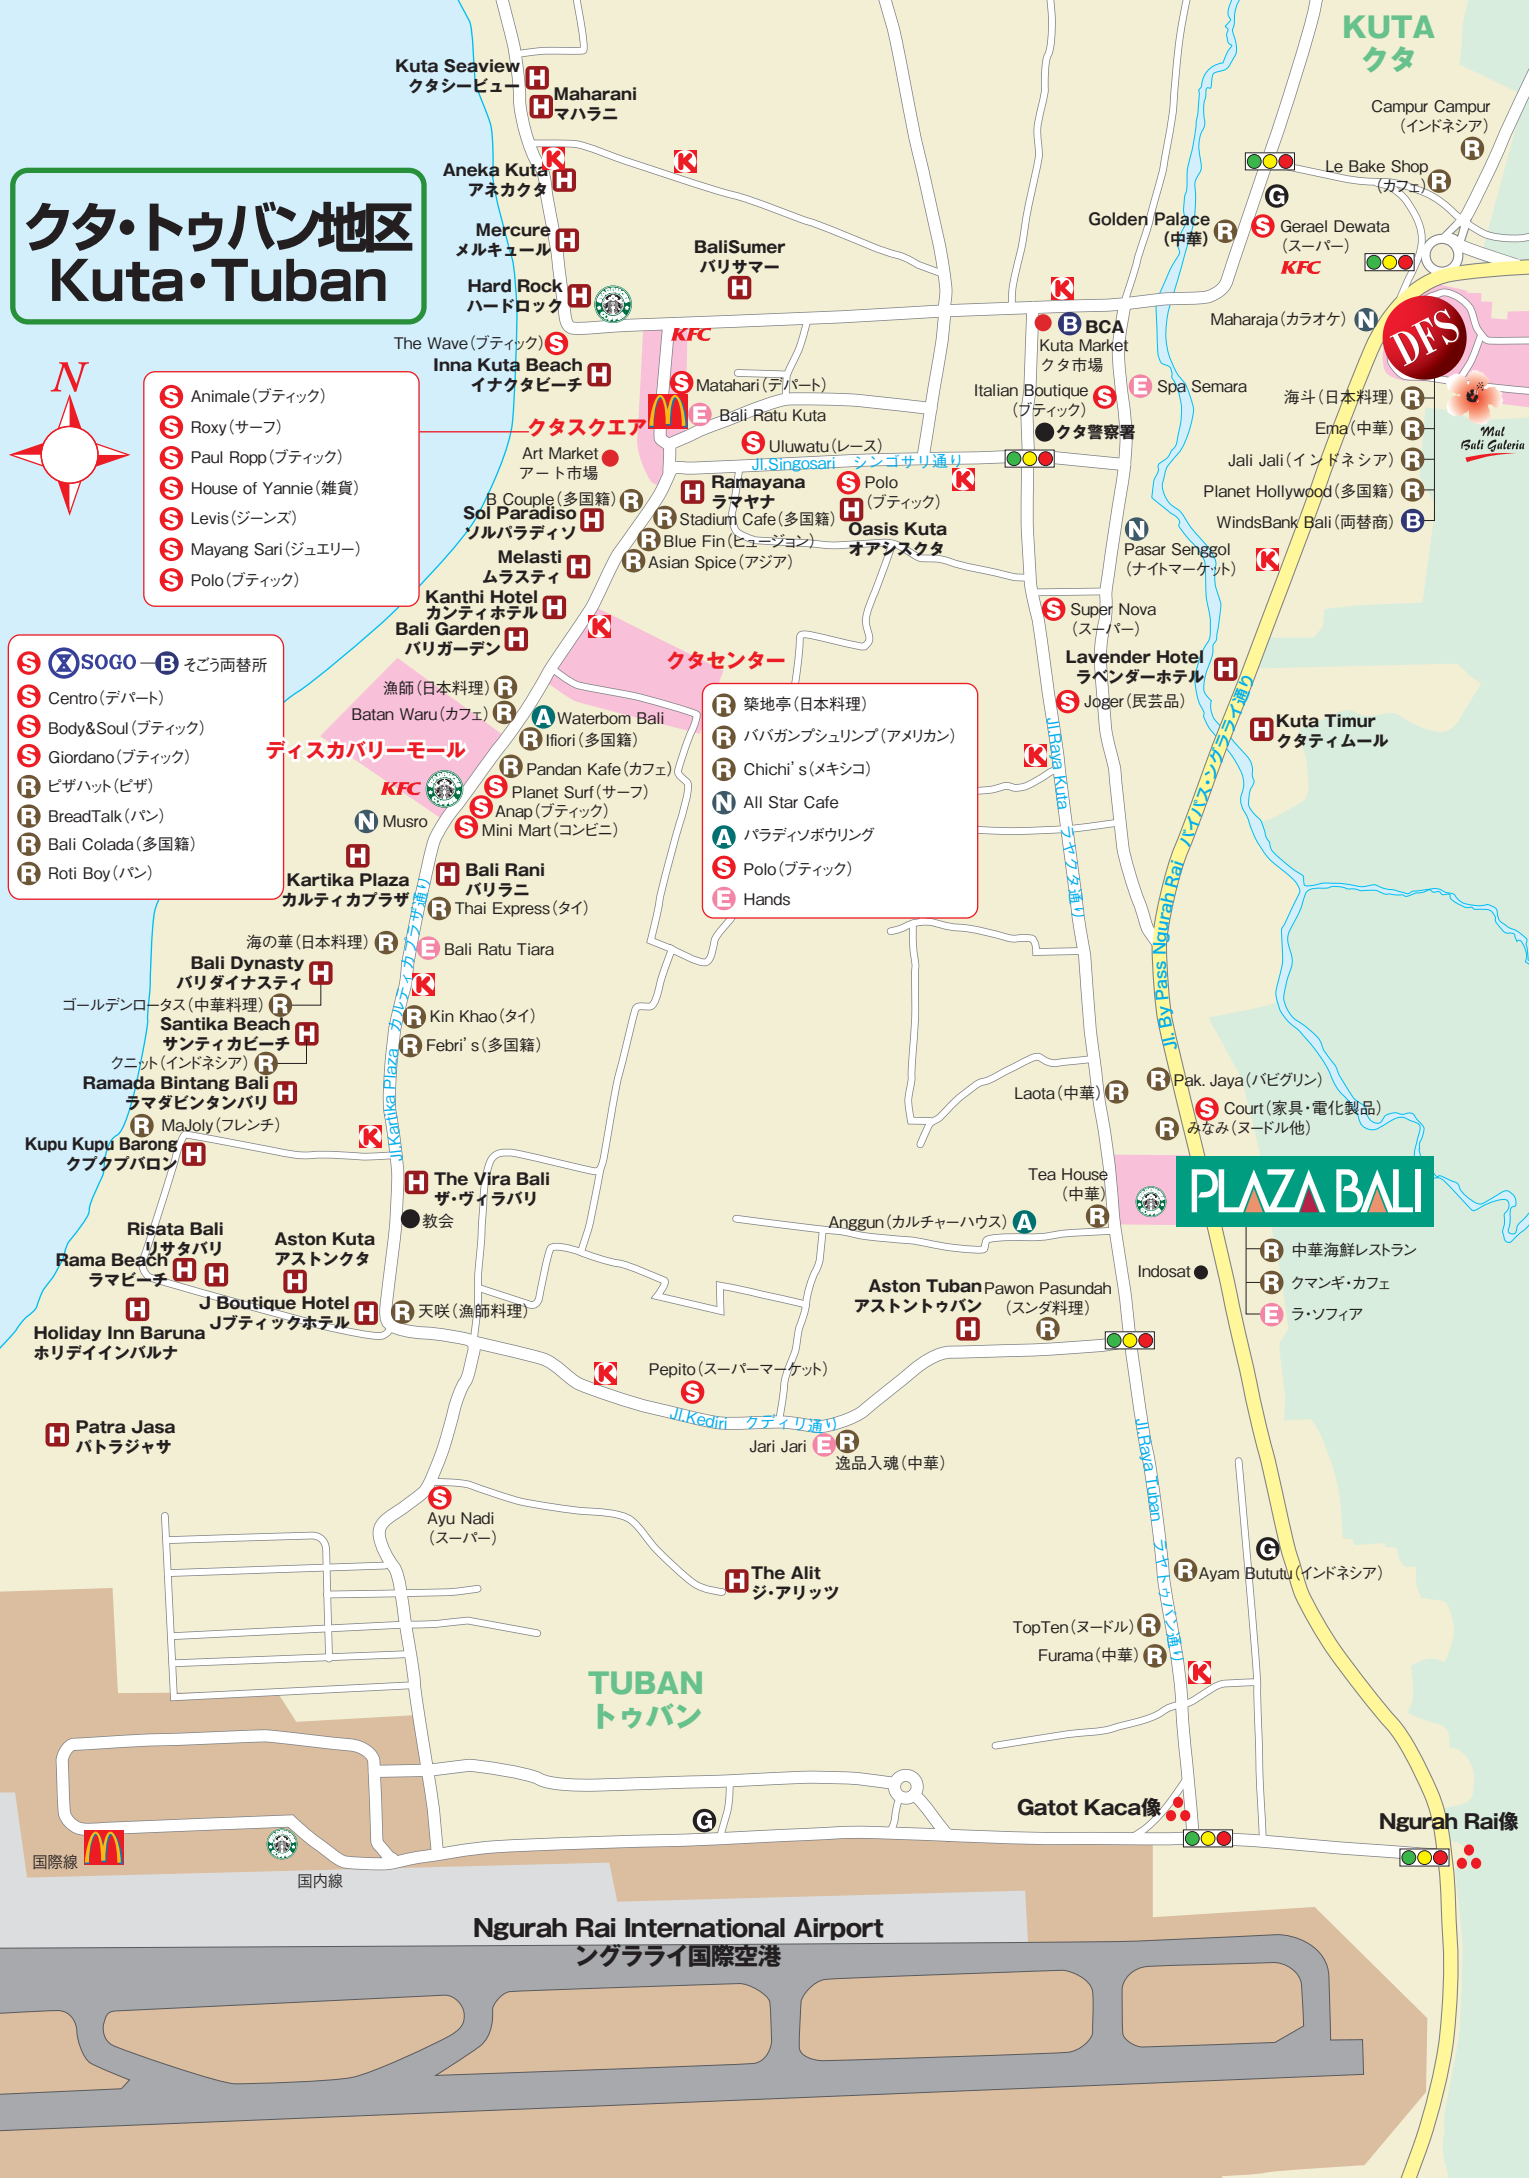 KUTA
クタ
Kuta Seaview
クタシービュー
Maharani
マハラニ
Campur Campur
(インドネシア)
Le Bake Shop
(カフェ)
Aneka Kuta
アネカクタ
クタ・トゥバン地区
Kuta・Tuban
Golden Palace
(中華)
Gerael Dewata
(スーパー)
KFC
Mercure
メルキュール
BaliSumer
バリサマー
Hard Rock
ハードロック
Maharaja(カラオケ)
DFS
BCA
Kuta Market
クタ市場
The Wave(ブティック)
KFC
Inna Kuta Beach
イナクタビーチ
N
Animale(ブティック)
Roxy(サーフ)
Paul Ropp(ブティック)
House of Yannie(雑貨)
Levis(ジーンズ)
Mayang Sari(ジュエリー)
Polo(ブティック)
Matahari(デパート)
Bali Ratu Kuta
クタスクエア
Italian Boutique
(ブティック)
Spa Semara
クタ警察署
海斗(日本料理)
Ema(中華)
Jali Jali(インドネシア)
Planet Hollywood(多国籍)
WindsBank Bali(両替商)
Mal
Bali Galeria
Uluwatu(レース)
Jl.Singosari シンゴサリ通り
Art Market
アート市場
B Couple(多国籍)
Ramayana
ラマヤナ
Polo
(ブティック)
Sol Paradiso
ソルパラディソ
Stadium Cafe(多国籍)
Oasis Kuta
オアシスクタ
Blue Fin(ヒュージョン)
Asian Spice(アジア)
Melasti
ムラスティ
Pasar Senggol
(ナイトマーケット)
Kanthi Hotel
カンティホテル
Bali Garden
バリガーデン
Super Nova
(スーパー)
クタセンター
Lavender Hotel
ラベンダーホテル
Joger(民芸品)
Kuta Timur
クタティムール
SOGO
そごう両替所
Centro(デパート)
Body&Soul(ブティック)
Giordano(ブティック)
ピザハット(ピザ)
BreadTalk(パン)
Bali Colada(多国籍)
Roti Boy(パン)
漁師(日本料理)
Batan Waru(カフェ)
Waterbom Bali
Ifiori(多国籍)
ディスカバリーモール
KFC
Pandan Kafe(カフェ)
Planet Surf(サーフ)
Anap(ブティック)
Mini Mart(コンビニ)
Musro
築地亭(日本料理)
ババガンプシュリンプ(アメリカン)
Chichi's(メキシコ)
All Star Cafe
パラディソボウリング
Polo(ブティック)
Hands
Jl.Raya Kuta ラヤクタ通り
Jl. By Pass Ngurah Rai バイパス・ングラライ通り
Kartika Plaza
カルティカプラザ
Bali Rani
バリラニ
Thai Express(タイ)
Jl.Kartika Plaza カルティカプラザ通り
海の華(日本料理)
Bali Ratu Tiara
Bali Dynasty
バリダイナスティ
ゴールデンロータス(中華料理)
Kin Khao(タイ)
Santika Beach
サンティカビーチ
Febri's(多国籍)
クニット(インドネシア)
Ramada Bintang Bali
ラマダビンタンバリ
MaJoly(フレンチ)
Kupu Kupu Barong
クプクプバロン
Laota(中華)
Pak. Jaya(バビグリン)
Court(家具・電化製品)
みなみ(ヌードル他)
The Vira Bali
ザ・ヴィラバリ
教会
Tea House
(中華)
PLAZA BALI
Anggun(カルチャーハウス)
中華海鮮レストラン
クマンギ・カフェ
ラ・ソフィア
Indosat
Risata Bali
リサタバリ
Rama Beach
ラマビーチ
Aston Kuta
アストンクタ
J Boutique Hotel
Jブティックホテル
天咲(漁師料理)
Holiday Inn Baruna
ホリデイインバルナ
Aston Tuban
アストントゥバン
Pawon Pasundah
(スンダ料理)
Pepito(スーパーマーケット)
Jl.Kediri クディリ通り
Jari Jari
逸品入魂(中華)
Patra Jasa
パトラジャサ
Ayu Nadi
(スーパー)
The Alit
ジ・アリッツ
Jl.Raya Tuban ラヤトゥバン通り
Ayam Bututu(インドネシア)
TopTen(ヌードル)
Furama(中華)
TUBAN
トゥバン
Gatot Kaca像
Ngurah Rai像
国際線
国内線
Ngurah Rai International Airport
ングラライ国際空港